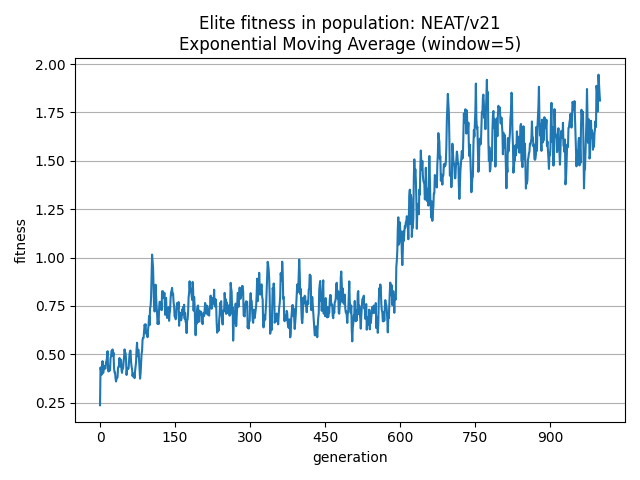 Elite fitness in population: NEAT/v21
Exponential Moving Average (window=5)
2.00
1.75
1.50
1.25
1.00
0.75
0.50
0.25
fitness
0 150 300 450 600 750 900
generation